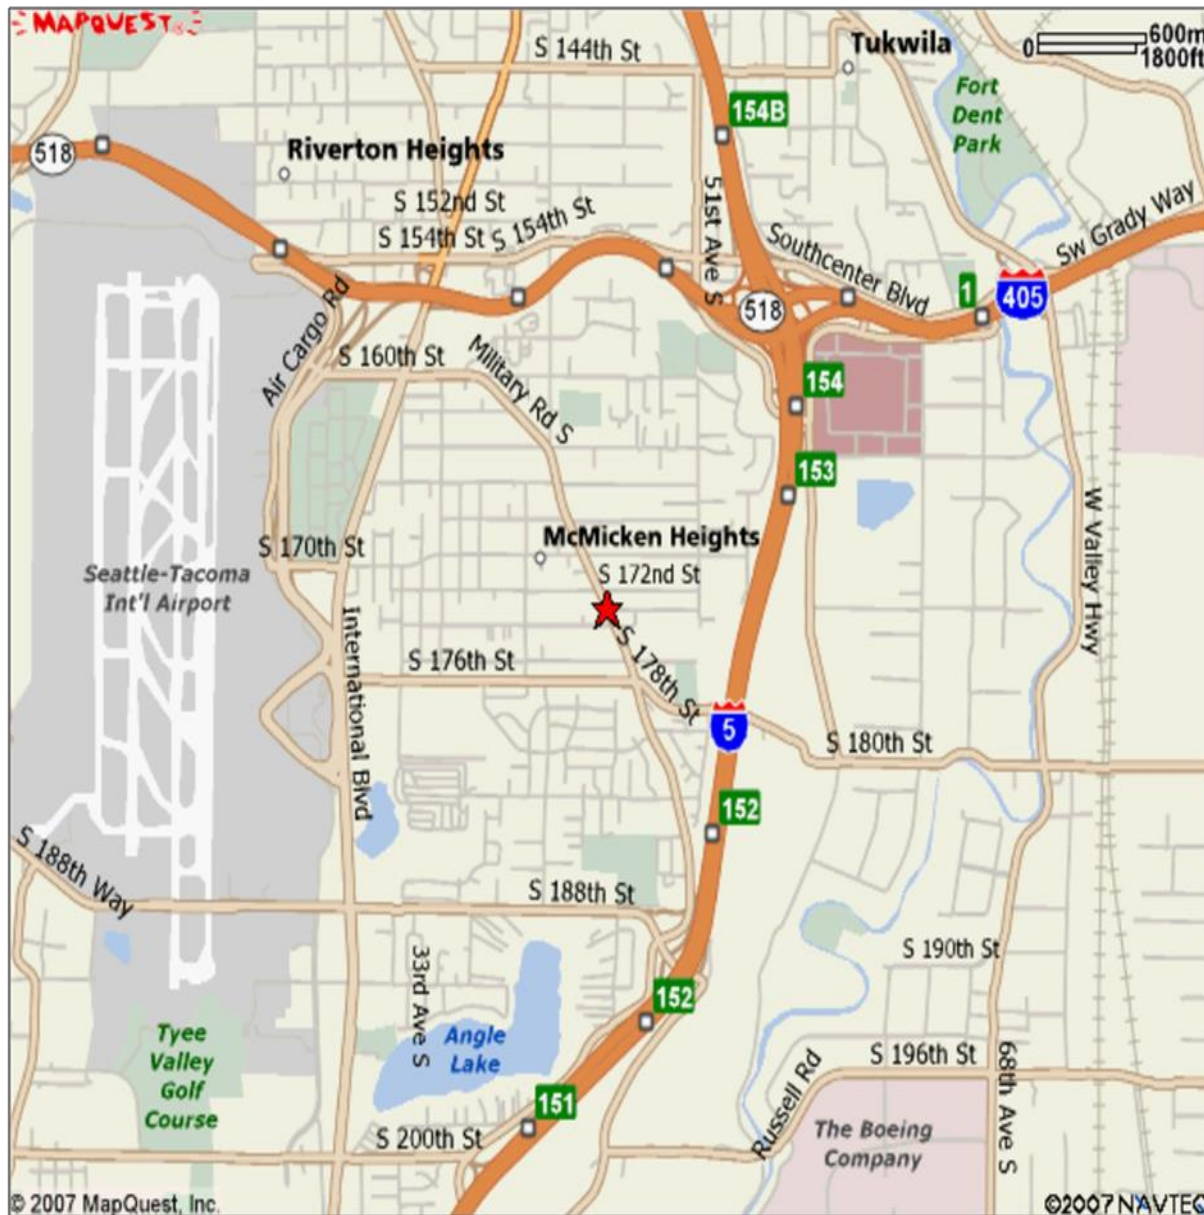 MAPQUEST
S 144th St
Tukwila
0
600m
1800ft
154B
Fort
Dent
Park
518
Riverton Heights
S 152nd St
S 154th St
S 154th St
51st Ave S
Southcenter Blvd
Sw Grady Way
1
405
518
Air Cargo Rd
S 160th St
Military Rd S
154
153
W Valley Hwy
McMicken Heights
S 170th St
S 172nd St
Seattle-Tacoma
Int'l Airport
International Blvd
S 176th St
S 178th St
5
S 180th St
152
S 188th Way
S 188th St
33rd Ave S
S 190th St
152
Tyee
Valley
Golf
Course
Angle
Lake
S 196th St
68th Ave S
Russell Rd
151
S 200th St
The Boeing
Company
© 2007 MapQuest, Inc.
©2007 NAVTEQ